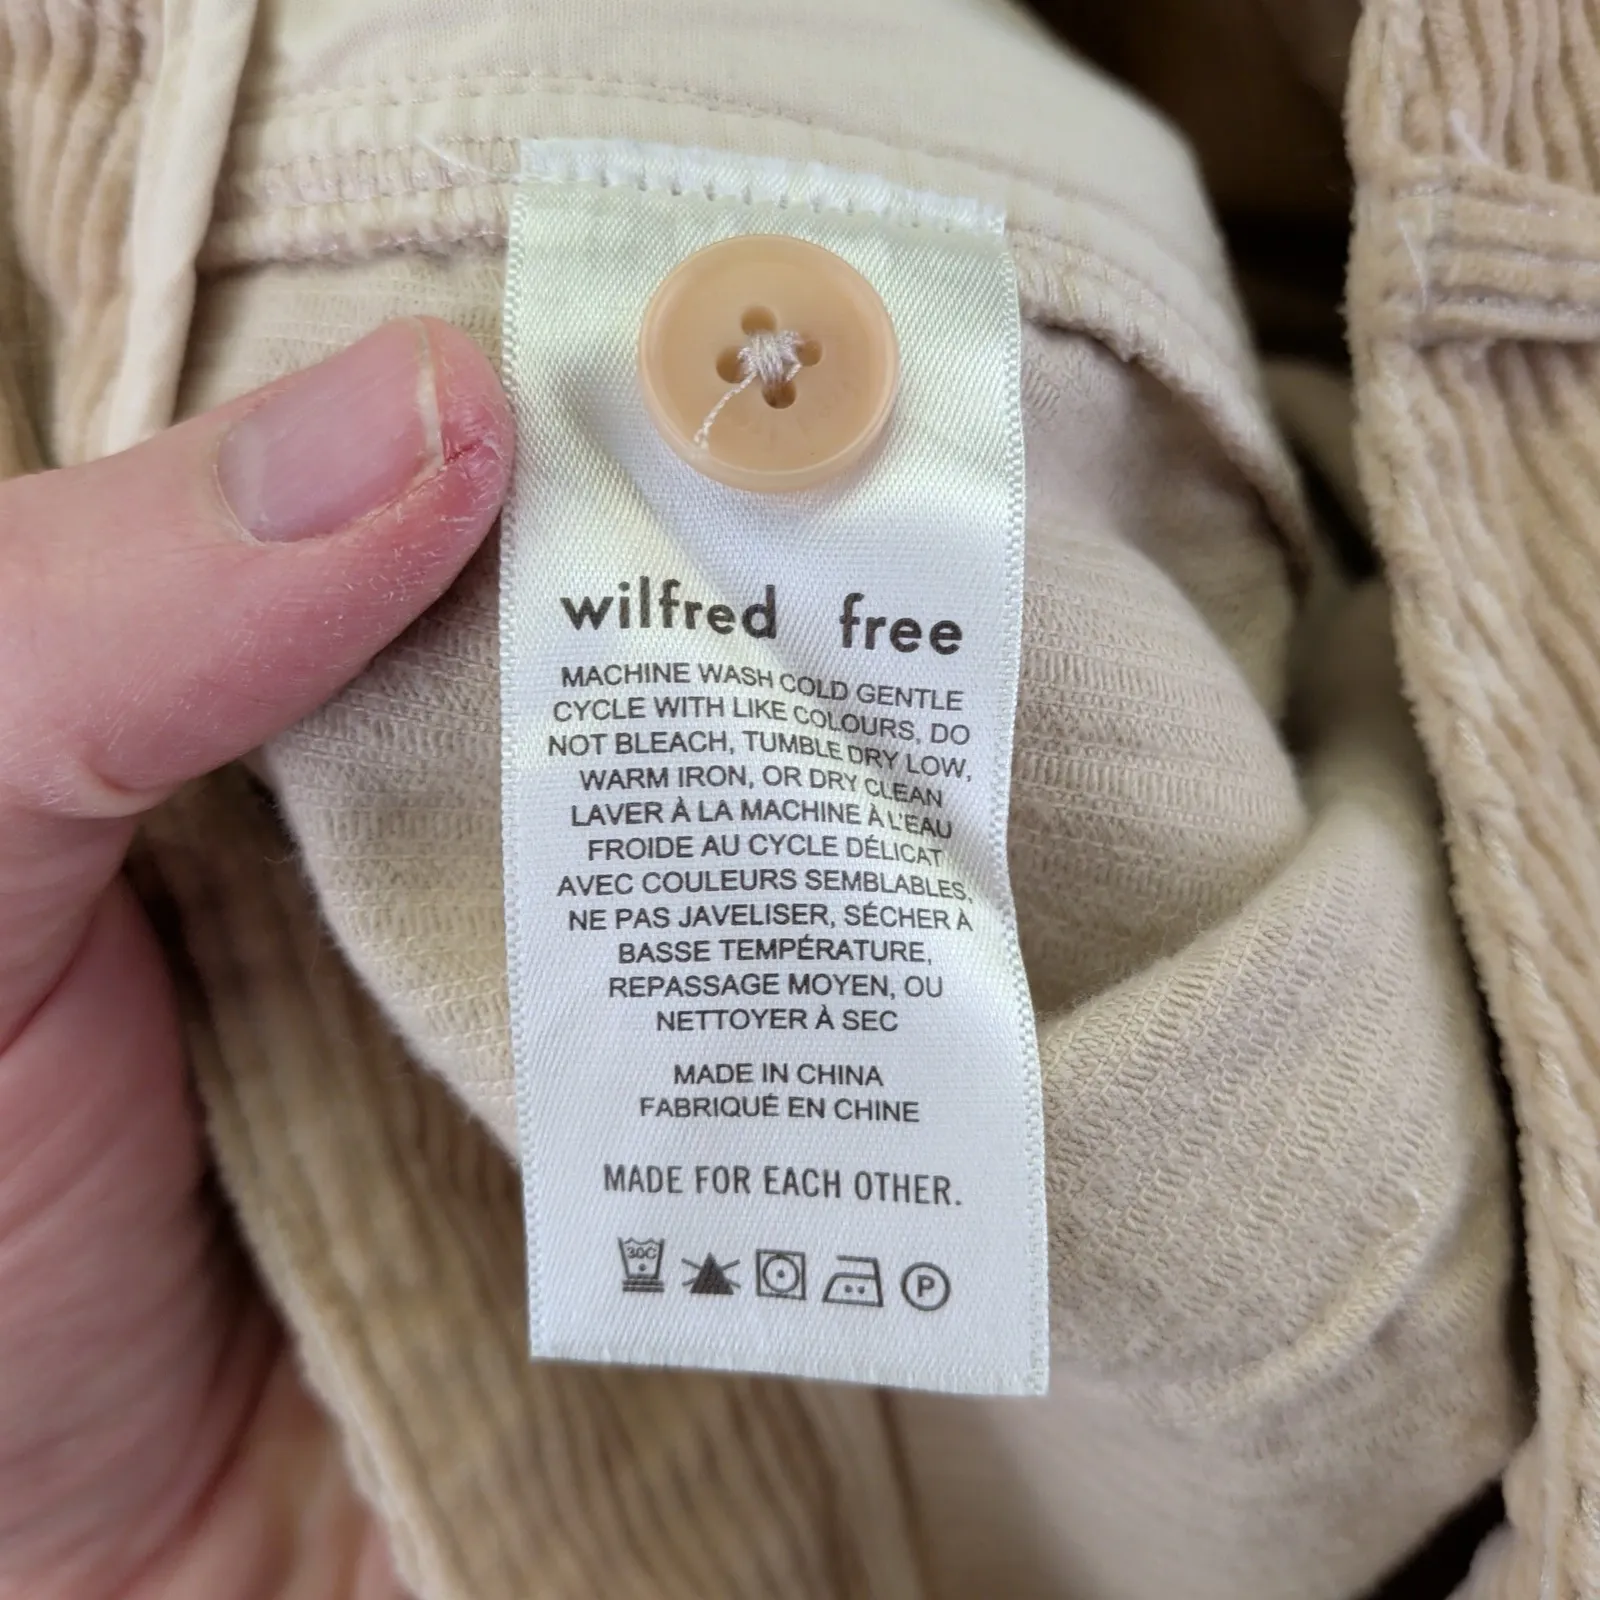 wilfred free
MACHINE WASH COLD GENTLE
CYCLE WITH LIKE COLOURS, DO
NOT BLEACH, TUMBLE DRY LOW,
WARM IRON, OR DRY CLEAN
LAVER À LA MACHINE À L'EAU
FROIDE AU CYCLE DÉLICAT
AVEC COULEURS SEMBLABLES,
NE PAS JAVELISER, SÉCHER À
BASSE TEMPÉRATURE,
REPASSAGE MOYEN, OU
NETTOYER À SEC
MADE IN CHINA
FABRIQUÉ EN CHINE
MADE FOR EACH OTHER.
30C P